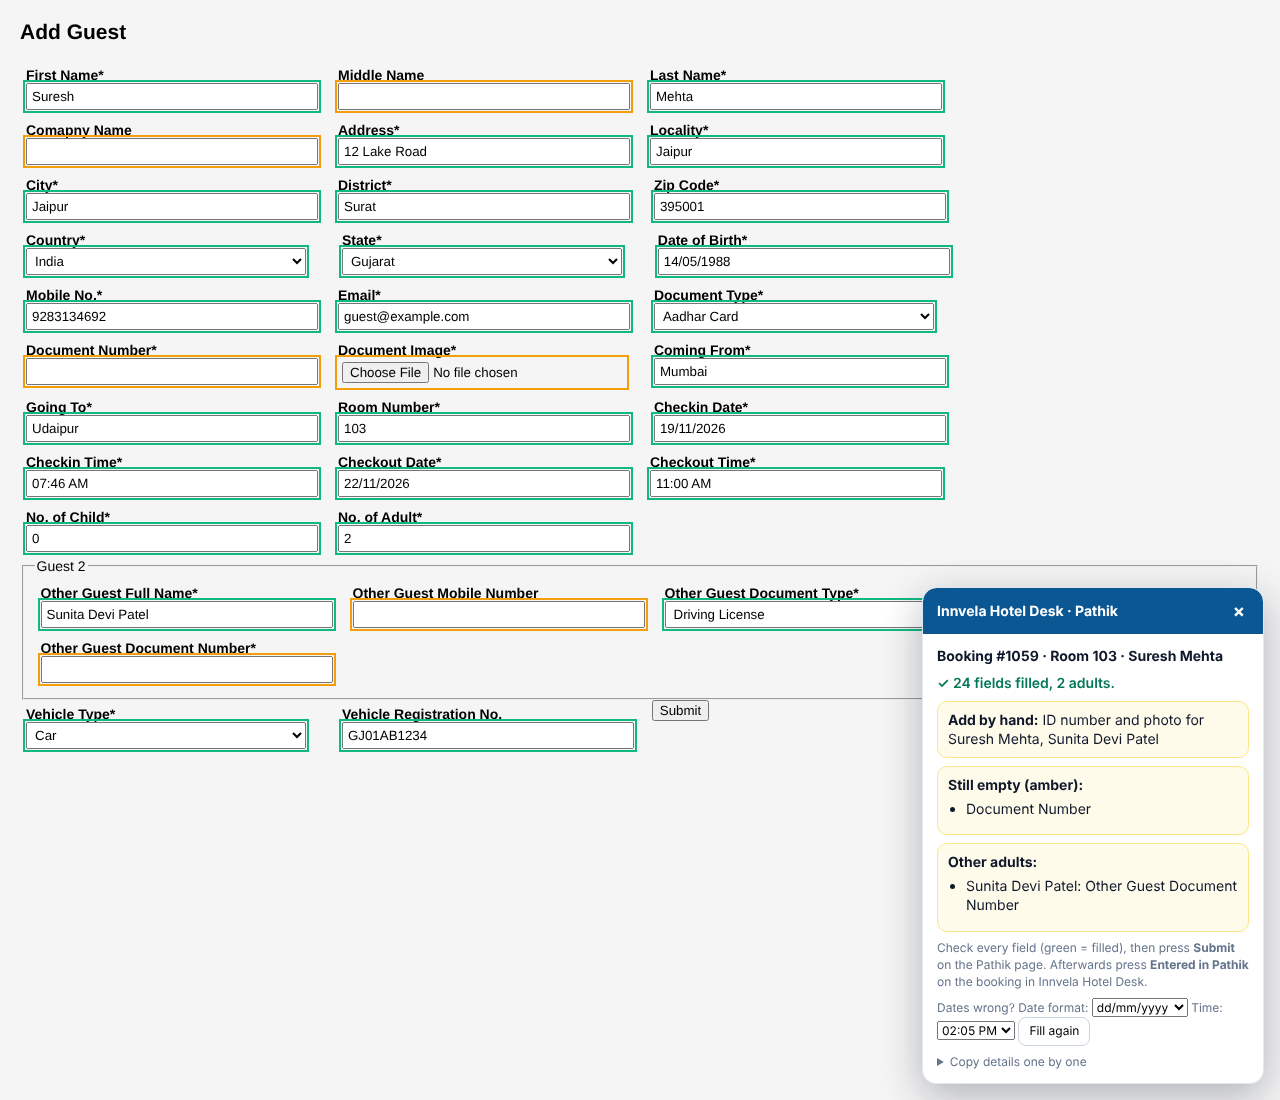 Add Guest
First Name*
Middle Name
Last Name*
Suresh
Mehta
Comapny Name
Address*
Locality*
12 Lake Road
Jaipur
City*
District*
Zip Code*
Jaipur
Surat
395001
Country*
State*
Date of Birth*
India
Gujarat
14/05/1988
Mobile No.*
Email*
Document Type*
9283134692
guest@example.com
Aadhar Card
Document Number*
Document Image*
Coming From*
Choose File No file chosen
Mumbai
Going To*
Room Number*
Checkin Date*
Udaipur
103
19/11/2026
Checkin Time*
Checkout Date*
Checkout Time*
07:46 AM
22/11/2026
11:00 AM
No. of Child*
No. of Adult*
0
2
Guest 2
Other Guest Full Name*
Other Guest Mobile Number
Other Guest Document Type*
Sunita Devi Patel
Driving License
Other Guest Document Number*
Vehicle Type*
Vehicle Registration No.
Submit
Car
GJ01AB1234
Innvela Hotel Desk · Pathik
×
Booking #1059 · Room 103 · Suresh Mehta
✓ 24 fields filled, 2 adults.
Add by hand: ID number and photo for
Suresh Mehta, Sunita Devi Patel
Still empty (amber):
• Document Number
Other adults:
• Sunita Devi Patel: Other Guest Document
Number
Check every field (green = filled), then press Submit
on the Pathik page. Afterwards press Entered in Pathik
on the booking in Innvela Hotel Desk.
Dates wrong? Date format: dd/mm/yyyy Time:
02:05 PM Fill again
▶ Copy details one by one